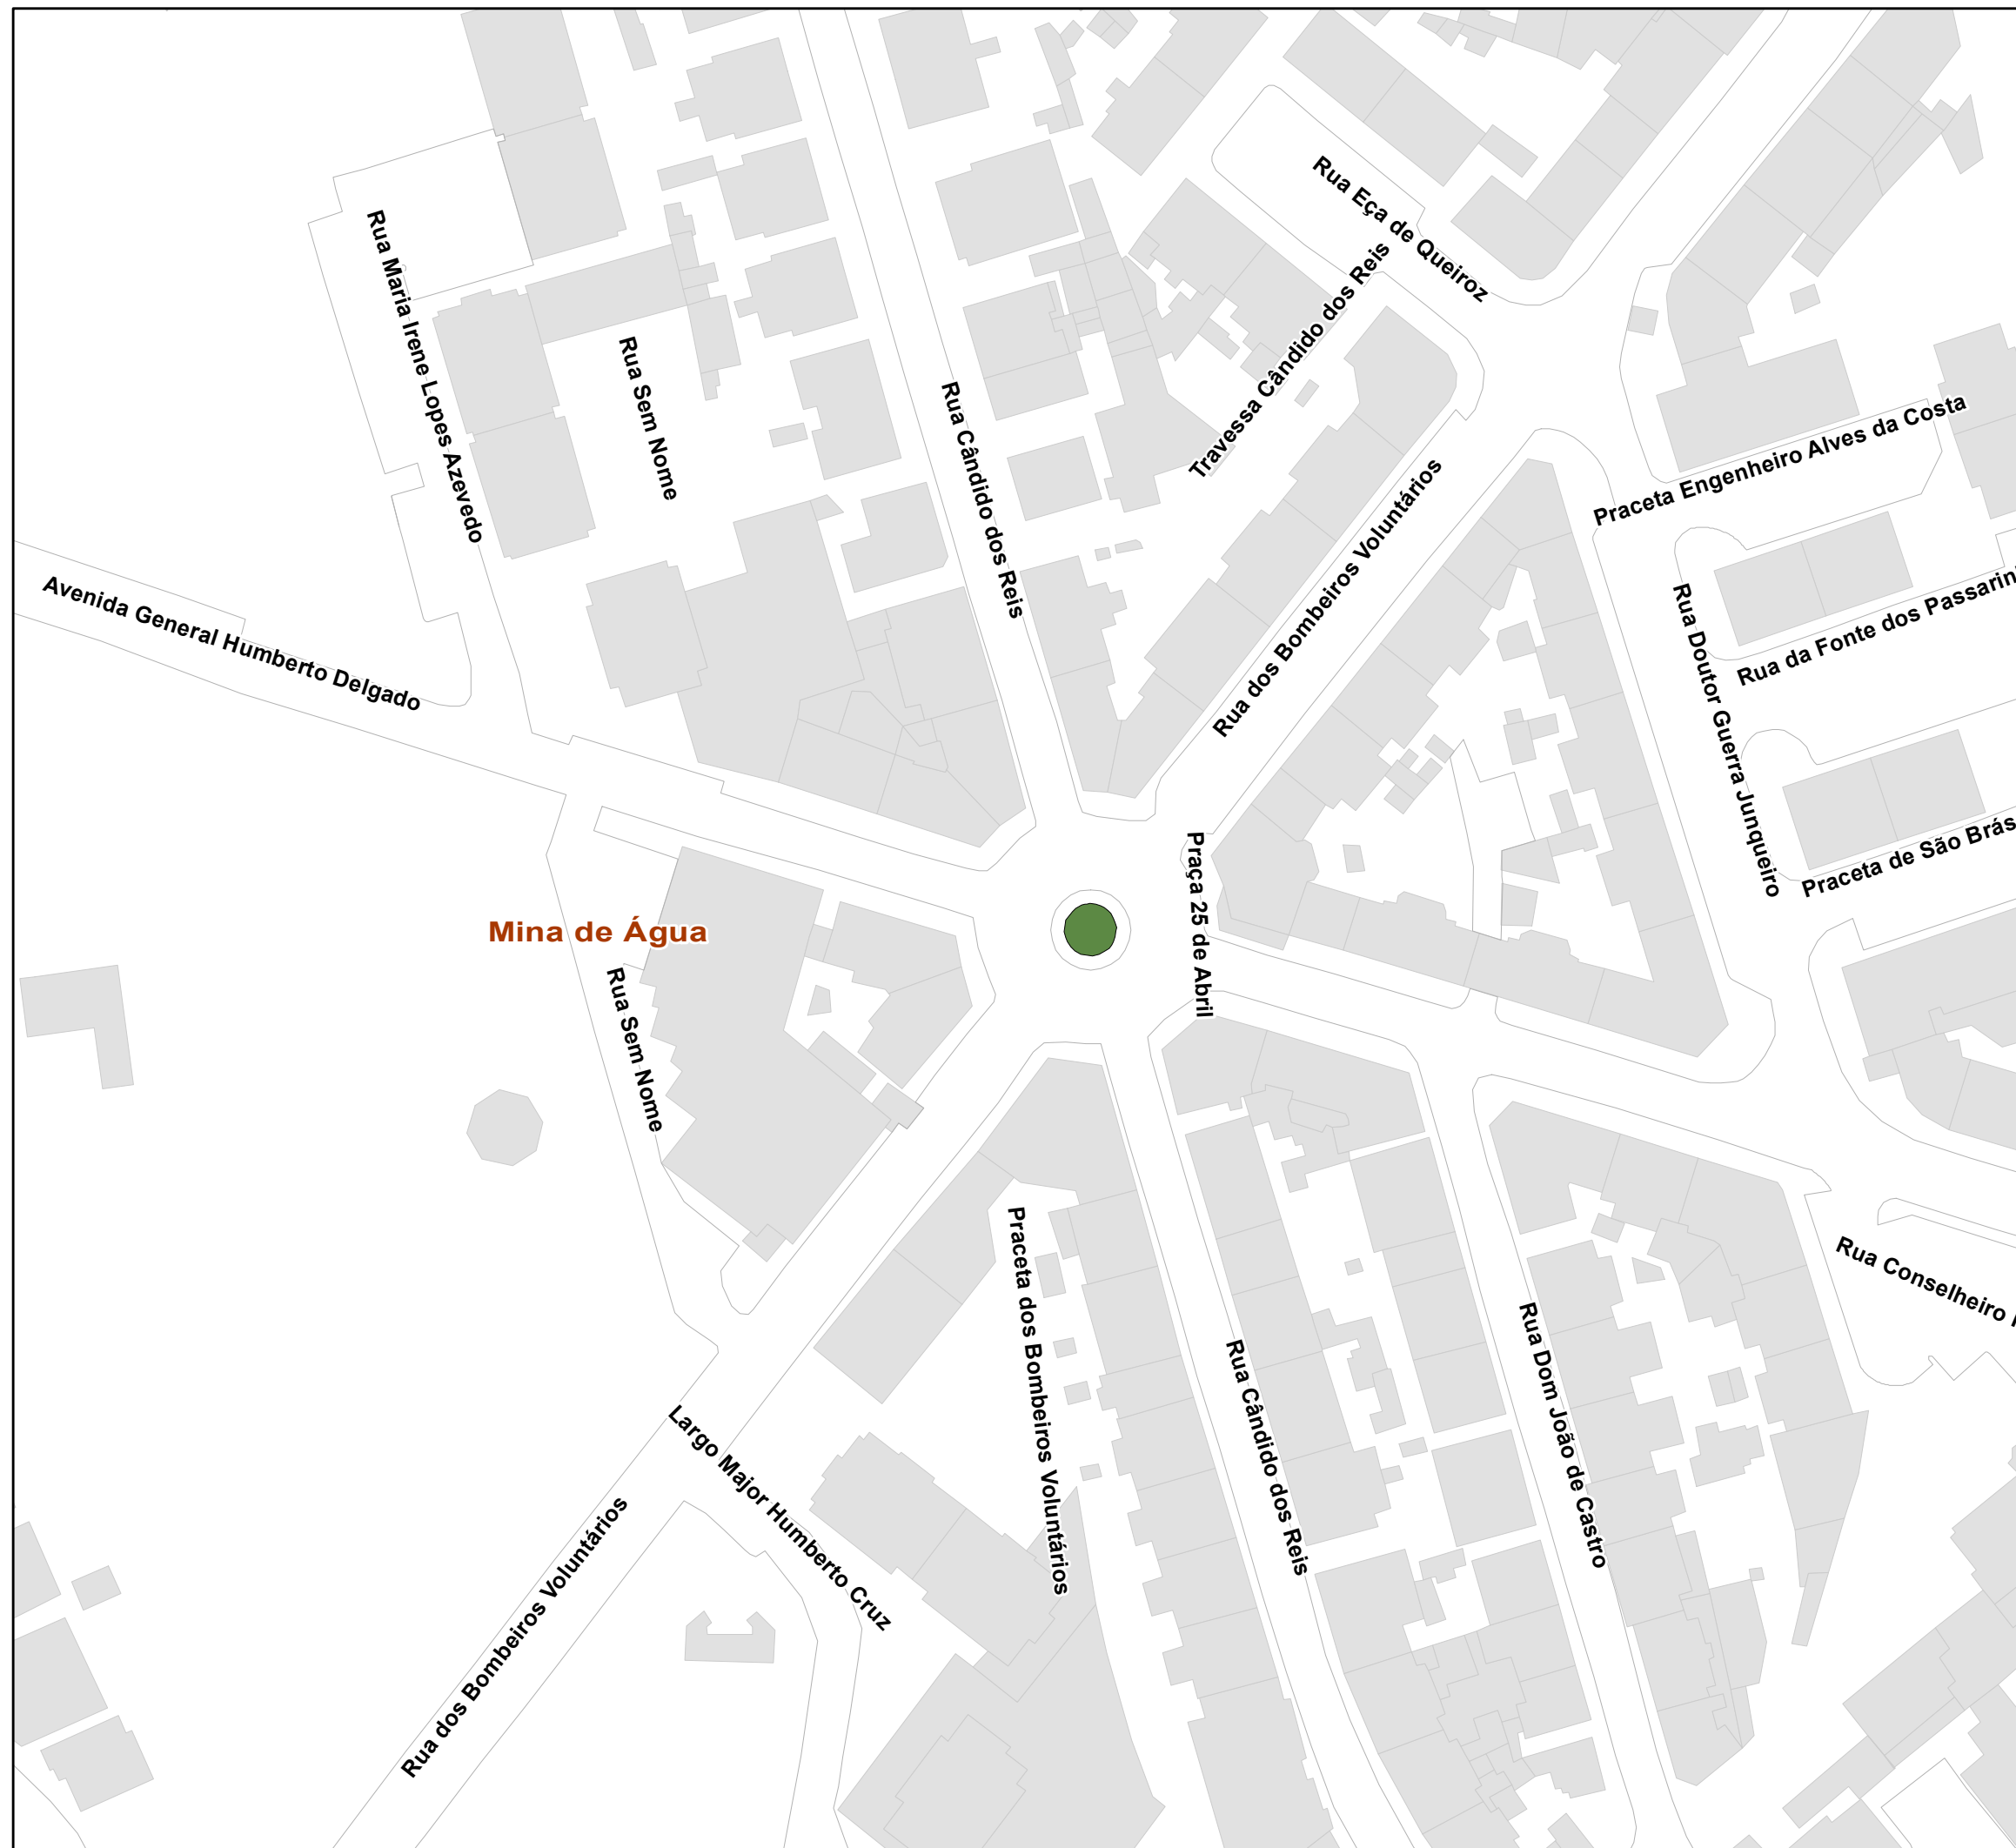 Rua Eça de Queiroz
Rua Maria Irene Lopes Azevedo
Travessa Cândido dos Reis
Rua Sem Nome
Rua Cândido dos Reis
Praceta Engenheiro Alves da Costa
Rua dos Bombeiros Voluntários
Avenida General Humberto Delgado
Rua da Fonte dos
Rua Doutor Guerra Junqueiro
Praceta de São Brás
Praça 25 de Abril
Mina de Água
Rua Sem Nome
Praceta dos Bombeiros Voluntários
Rua Conselheiro
Rua Dom João de Castro
Rua Cândido dos Reis
Largo Major Humberto Cruz
Rua dos Bombeiros Voluntários